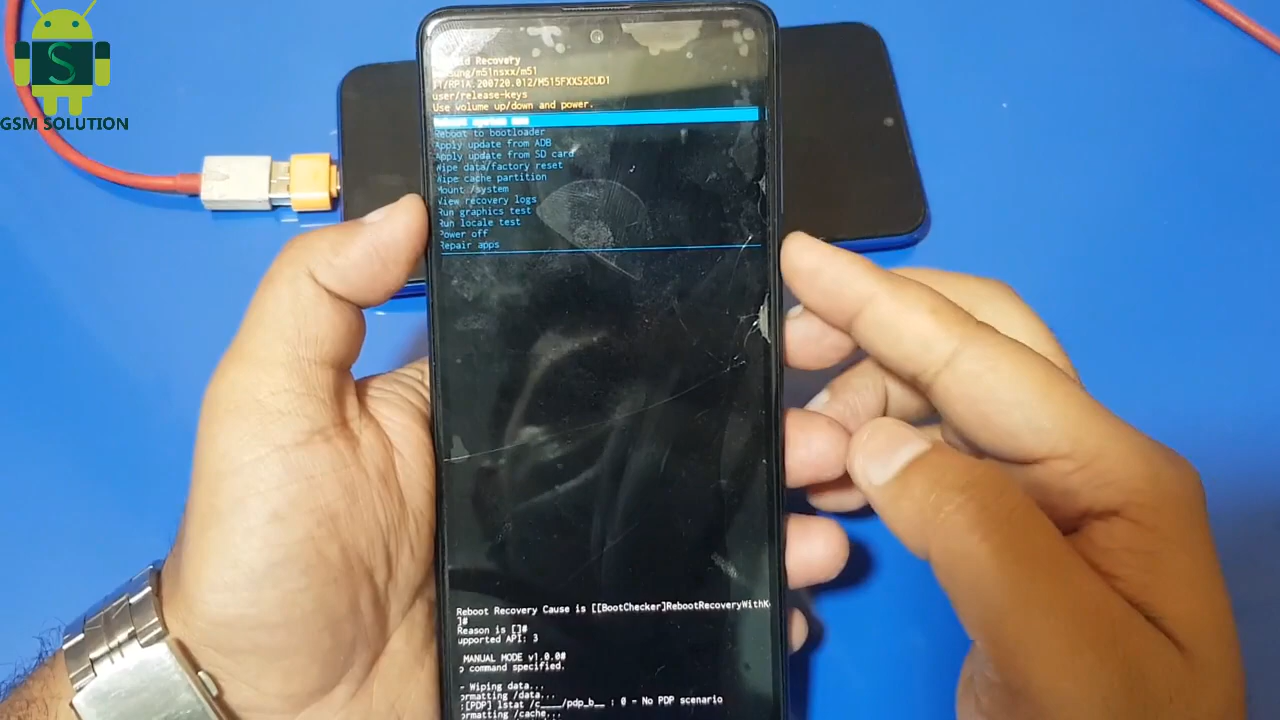 S
GSM SOLUTION
Recovery
/m51nsxx/m51
/RP1A.200720.012/M515FXXS2CUD1
user/release-keys
Use volume up/down and power.
Reboot to bootloader
Apply update from ADB
Apply update from SD card
Wipe data/factory reset
Wipe cache partition
Mount /system
View recovery logs
Run graphics test
Run locale test
Power off
Repair apps
Reboot Recovery Cause is [[BootChecker]RebootRecoveryWithK
]#
Reason is []#
upported API: 3
MANUAL MODE v1.0.0#
o command specified.
- Wiping data...
ormatting /data...
:[PDP] lstat /c____/pdp_b__ : 0 - No PDP scenario
ormatting /cache...